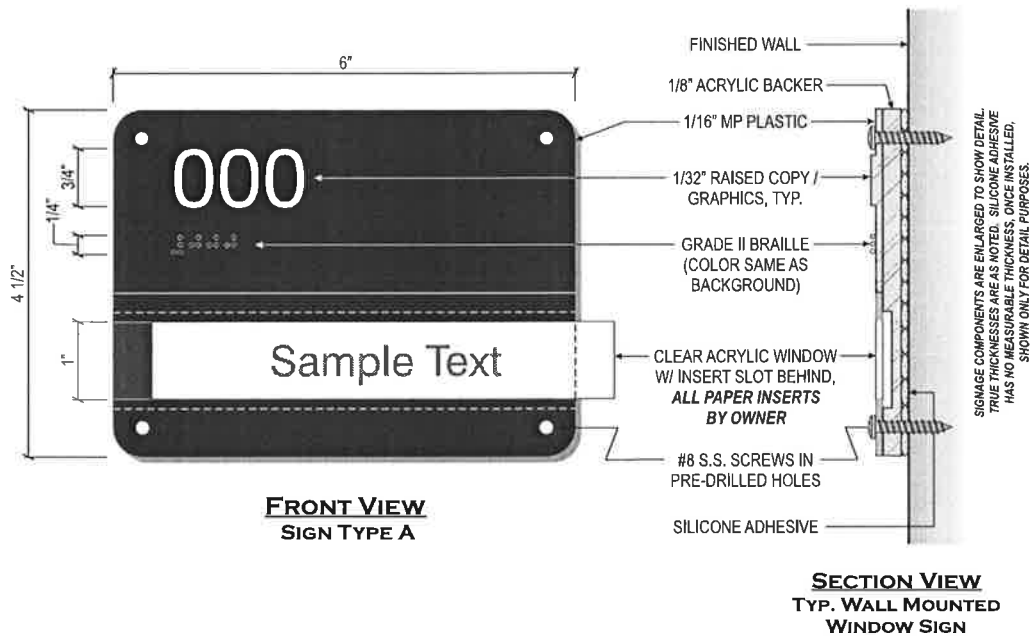 6"
4 1/2"
3/4"
1/4"
1"
000
Sample Text
FRONT VIEW
SIGN TYPE A
FINISHED WALL
1/8" ACRYLIC BACKER
1/16" MP PLASTIC
1/32" RAISED COPY /
GRAPHICS, TYP.
GRADE II BRAILLE
(COLOR SAME AS
BACKGROUND)
CLEAR ACRYLIC WINDOW
W/ INSERT SLOT BEHIND,
ALL PAPER INSERTS
BY OWNER
#8 S.S. SCREWS IN
PRE-DRILLED HOLES
SILICONE ADHESIVE
SECTION VIEW
TYP. WALL MOUNTED
WINDOW SIGN
SIGNAGE COMPONENTS ARE ENLARGED TO SHOW DETAIL.
TRUE THICKNESSES ARE AS NOTED. SILICONE ADHESIVE
HAS NO MEASURABLE THICKNESS, ONCE INSTALLED,
SHOWN ONLY FOR DETAIL PURPOSES.